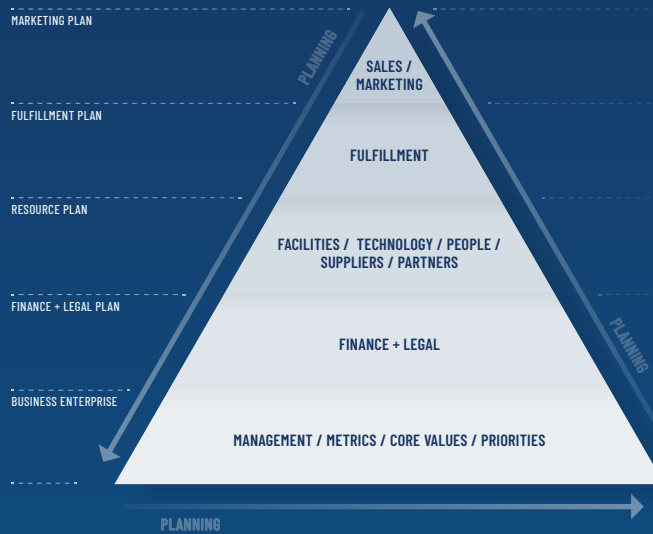 MARKETING PLAN
PLANNING
SALES /
MARKETING
FULFILLMENT PLAN
FULFILLMENT
RESOURCE PLAN
FACILITIES / TECHNOLOGY / PEOPLE /
SUPPLIERS / PARTNERS
FINANCE + LEGAL PLAN
FINANCE + LEGAL
PLANNING
BUSINESS ENTERPRISE
MANAGEMENT / METRICS / CORE VALUES / PRIORITIES
PLANNING